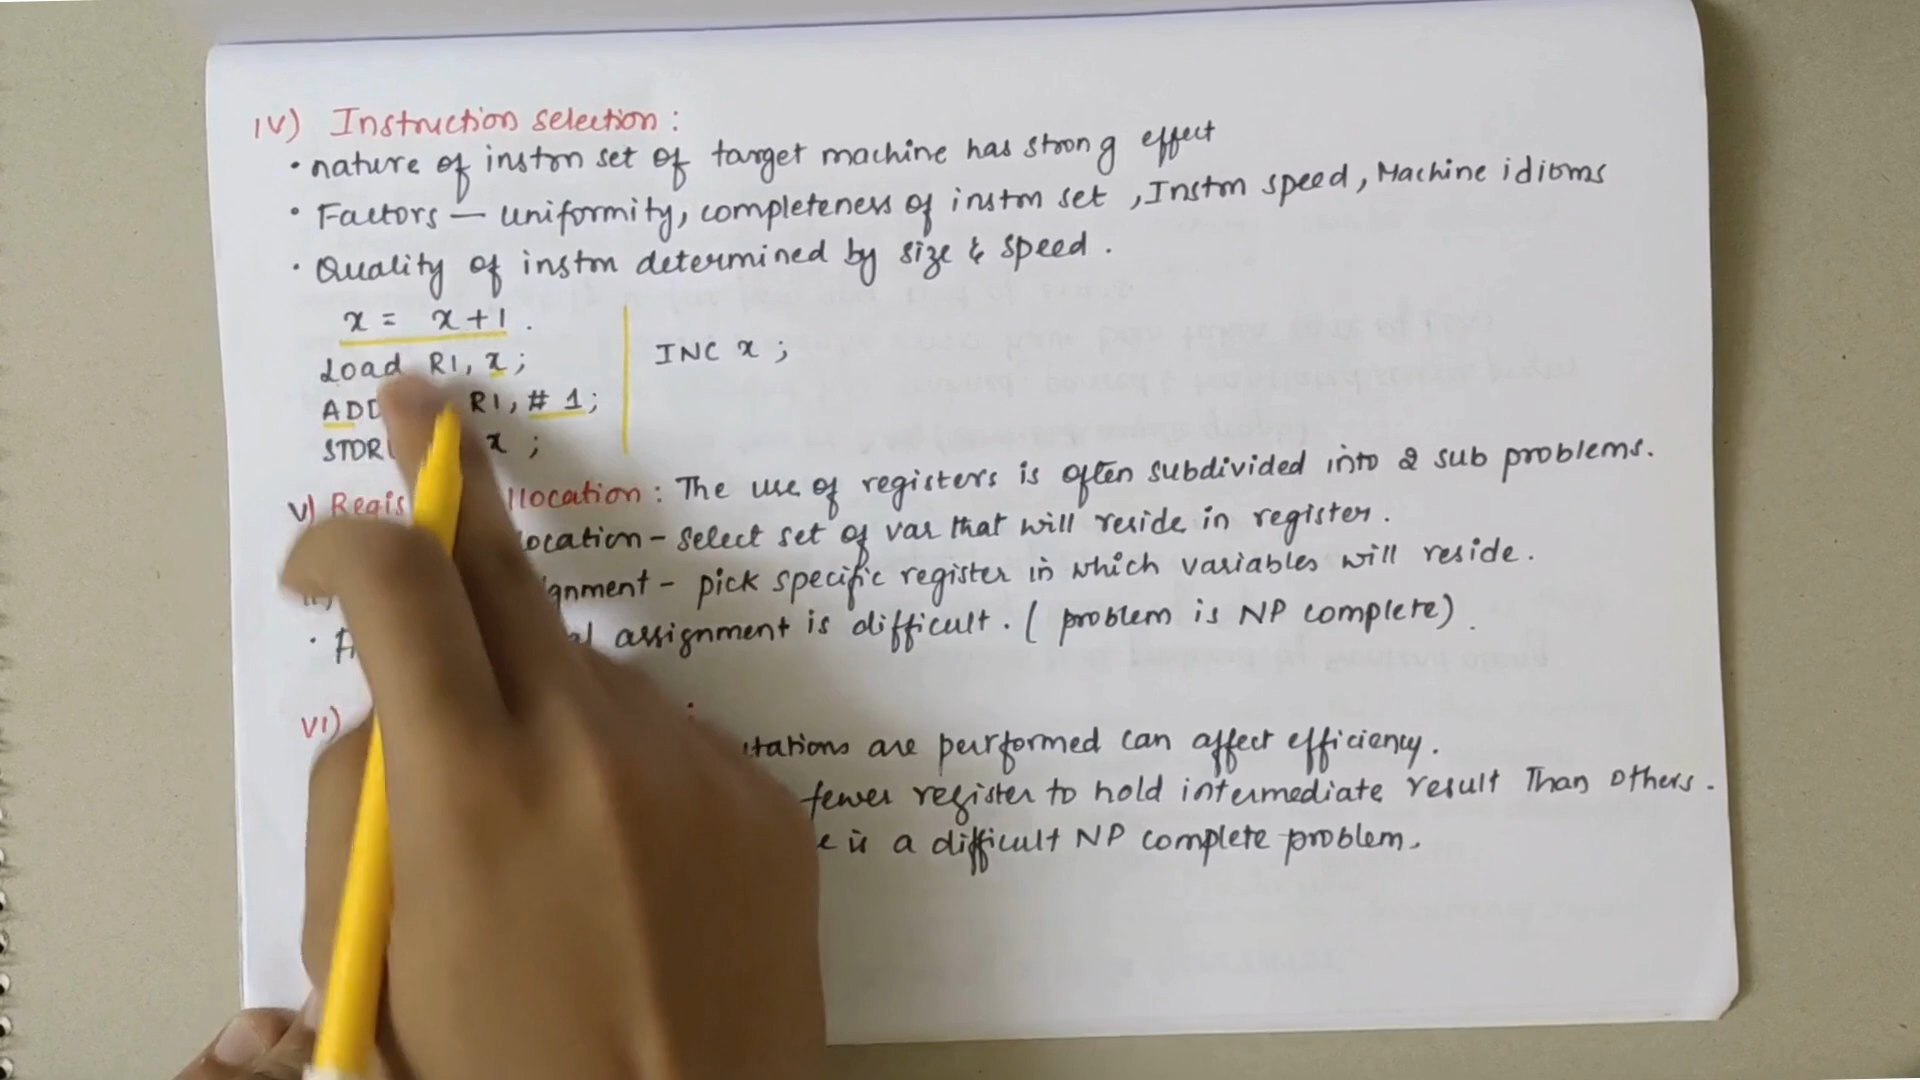 IV) Instruction selection :
• nature of instrn set of target machine has strong effect
• Factors — uniformity, completeness of instrn set , Instrn speed, Machine idioms
• Quality of instrn determined by size & speed .
x = x+1 .
Load R1, x ;
INC x ;
ADD R1, # 1 ;
x ;
V) llocation : The use of registers is often subdivided into 2 sub problems.
ocation – select set of var that will reside in register.
gnment – pick specific register in which variables will reside .
• assignment is difficult . ( problem is NP complete) .
VI) :
are performed can affect efficiency .
fewer register to hold intermediate result Than others .
is a difficult NP complete problem .